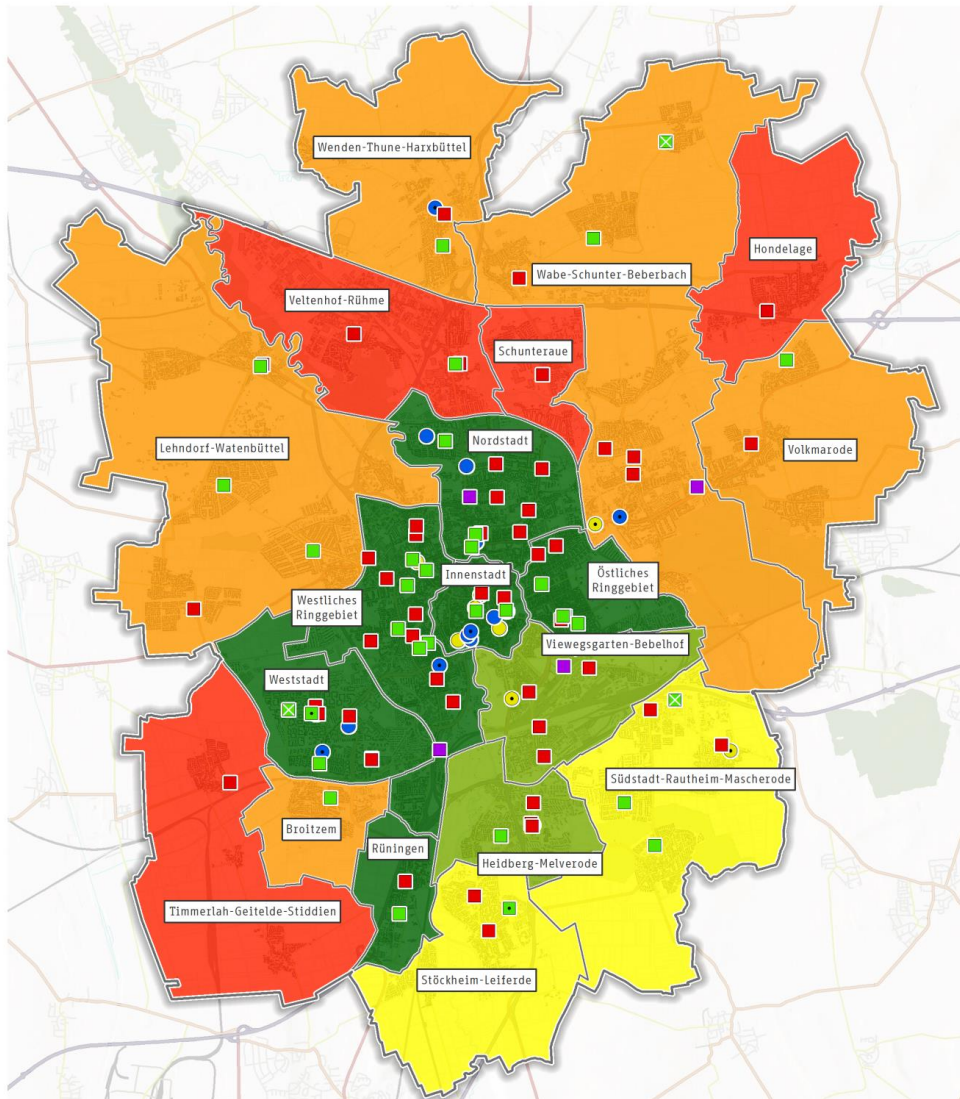 Wenden-Thune-Harxbüttel
Hondelage
Wabe-Schunter-Beberbach
Veltenhof-Rühme
Schunteraue
Nordstadt
Lehndorf-Watenbüttel
Volkmarode
Innenstadt
Östliches
Ringgebiet
Westliches
Ringgebiet
Viewegsgarten-Bebelhof
Weststadt
Südstadt-Rautheim-Mascherode
Broitzem
Rüningen
Heidberg-Melverode
Timmerlah-Geitelde-Stiddien
Stöckheim-Leiferde